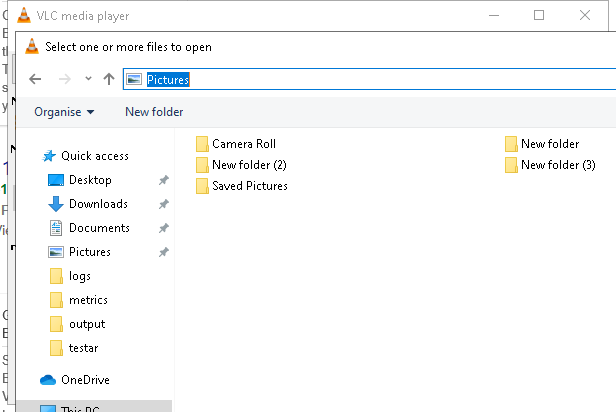 VLC media player
Select one or more files to open
Pictures
Organise New folder
Camera Roll New folder
New folder (2) New folder (3)
Saved Pictures
Quick access
Desktop
Downloads
Documents
Pictures
logs
metrics
output
testar
OneDrive
This PC